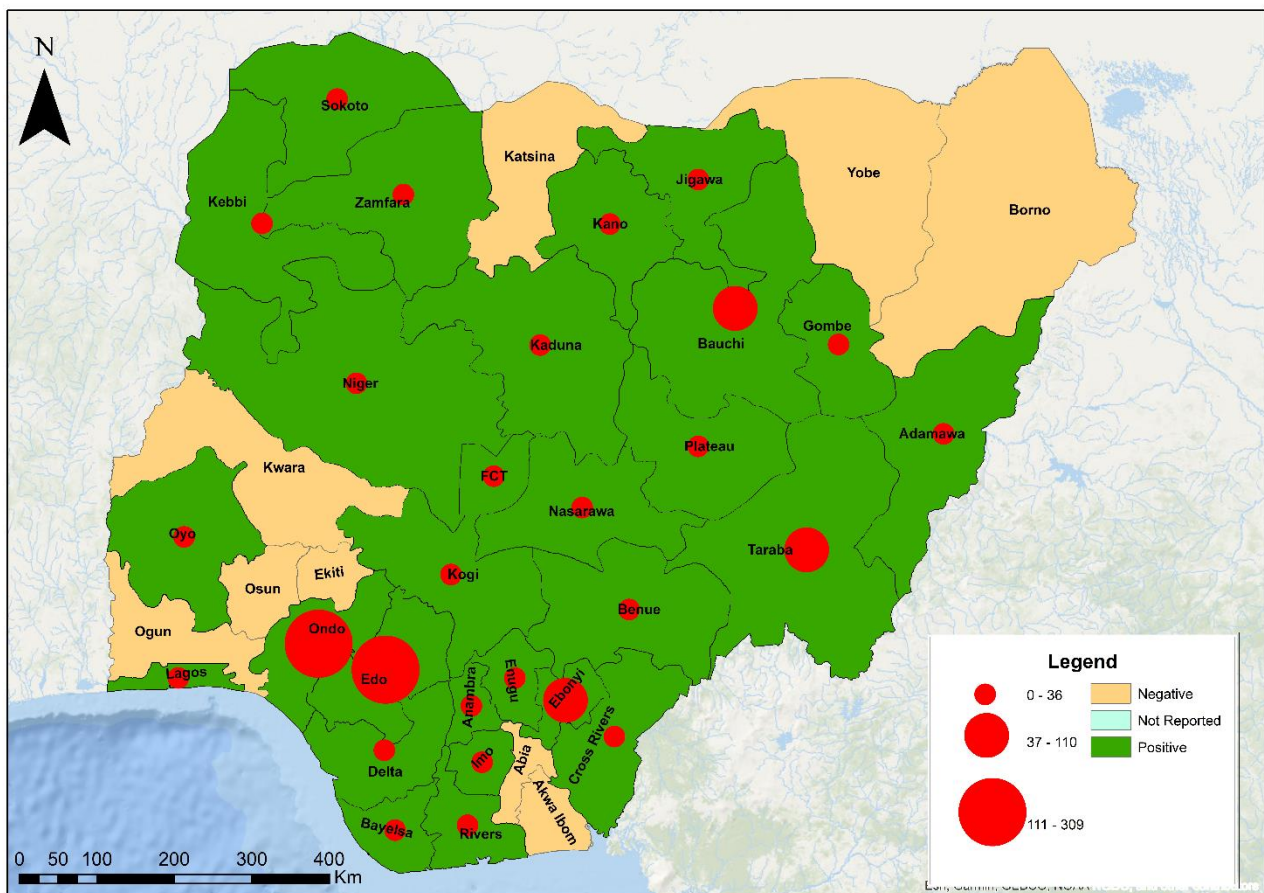 N
Sokoto
Katsina
Kebbi
Zamfara
Jigawa
Kano
Yobe
Borno
Kaduna
Bauchi
Gombe
Niger
Adamawa
Plateau
FCT
Kwara
Nasarawa
Oyo
Taraba
Kogi
Osun
Ekiti
Benue
Ogun
Ondo
Lagos
Edo
Anambra
Enugu
Ebonyi
Cross Rivers
Delta
Imo
Abia
Akwa Ibom
Bayelsa
Rivers
0 50 100 200 300 400
Km
Legend
0 - 36
37 - 110
111 - 309
Negative
Not Reported
Positive